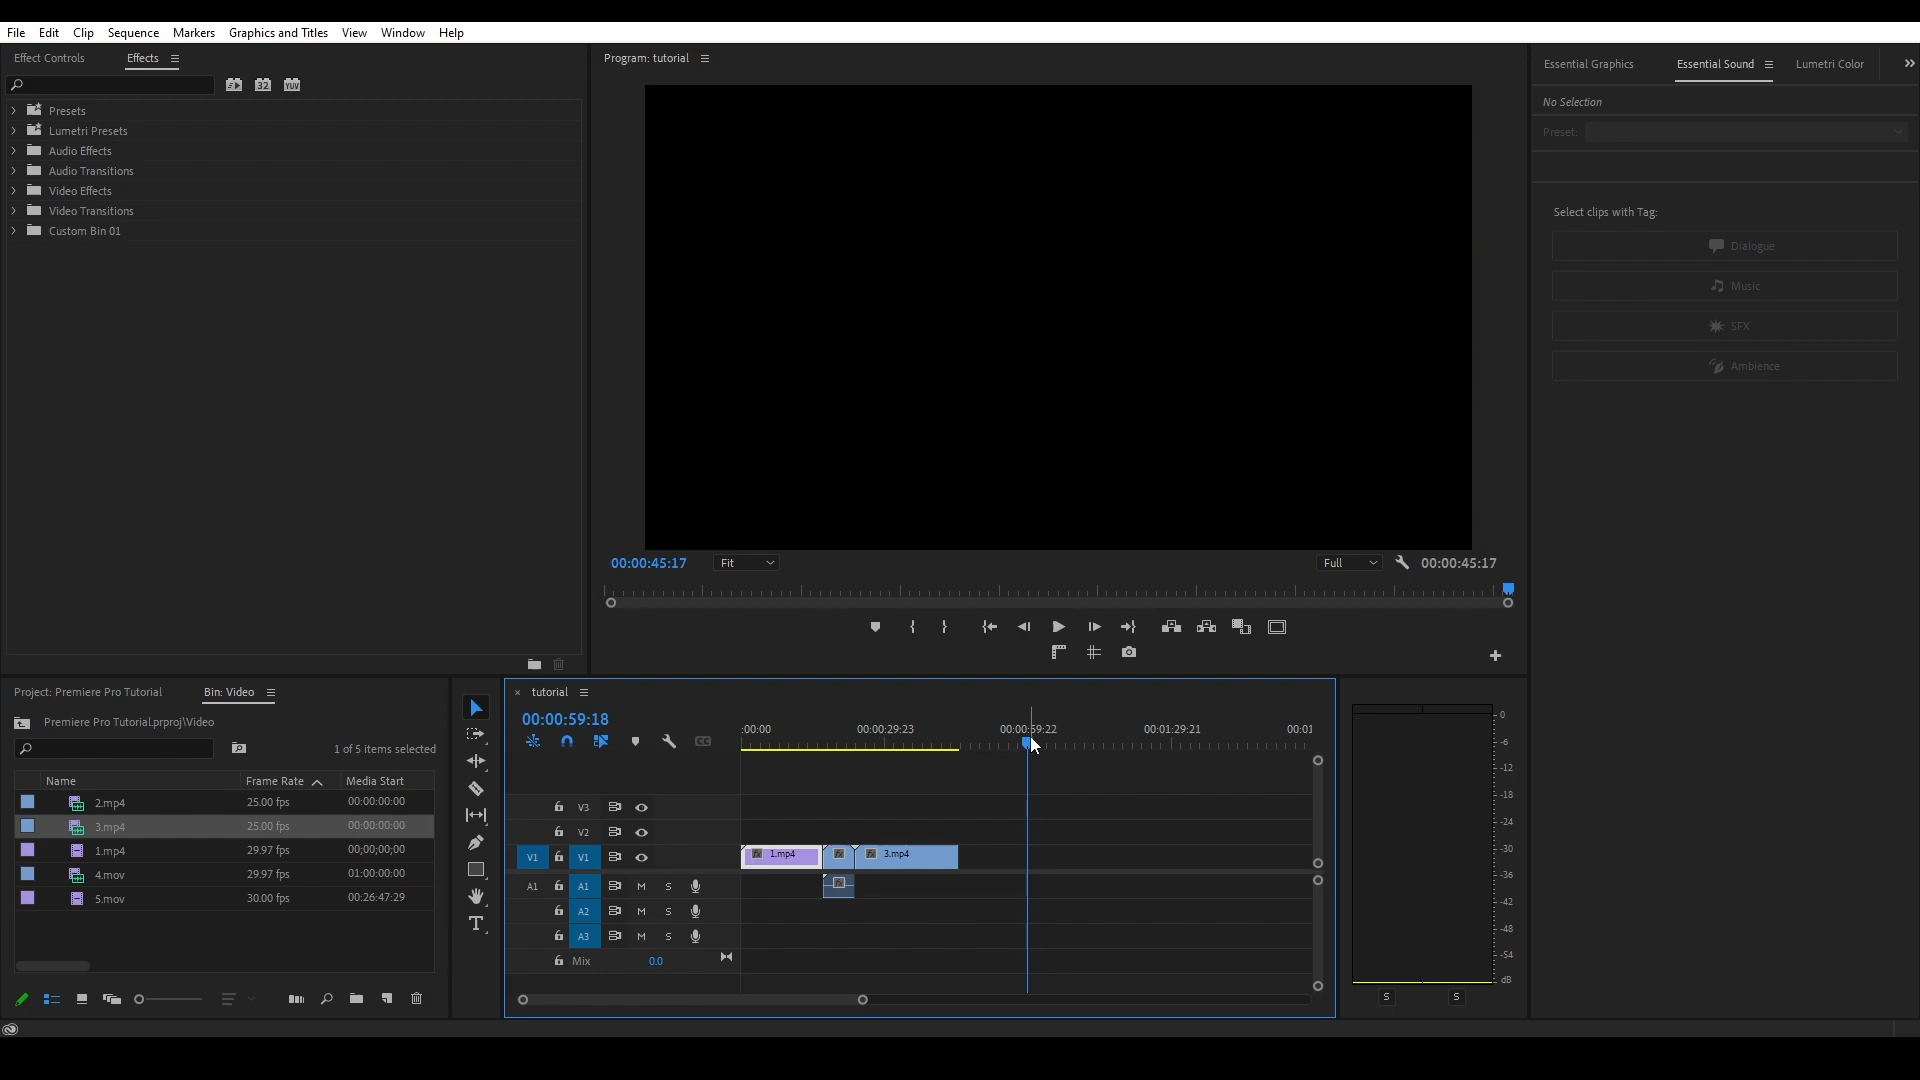 File Edit Clip Sequence Markers Graphics and Titles View Window Help
Effect Controls Effects
Program: tutorial
Essential Graphics Essential Sound Lumetri Color
32 YUV
No Selection
Preset:
Presets
Lumetri Presets
Audio Effects
Audio Transitions
Video Effects
Video Transitions
Custom Bin 01
Select clips with Tag:
Dialogue
Music
SFX
Ambience
00:00:45:17 Fit Full 00:00:45:17
Project: Premiere Pro Tutorial Bin: Video
Premiere Pro Tutorial.prproj\Video
1 of 5 items selected
Name Frame Rate Media Start
2.mp4 25.00 fps 00:00:00:00
3.mp4 25.00 fps 00:00:00:00
1.mp4 29.97 fps 00;00;00;00
4.mov 29.97 fps 01:00:00:00
5.mov 30.00 fps 00:26:47:29
× tutorial
00:00:59:18
CC
:00:00 00:00:29:23 00:00:59:22 00:01:29:21 00:01
V3
V2
V1 V1 fx 1.mp4 fx fx 3.mp4
A1 A1 M S fx
A2 M S
A3 M S
Mix 0.0
0
-6
-12
-18
-24
-30
-36
-42
-48
-54
dB
S S